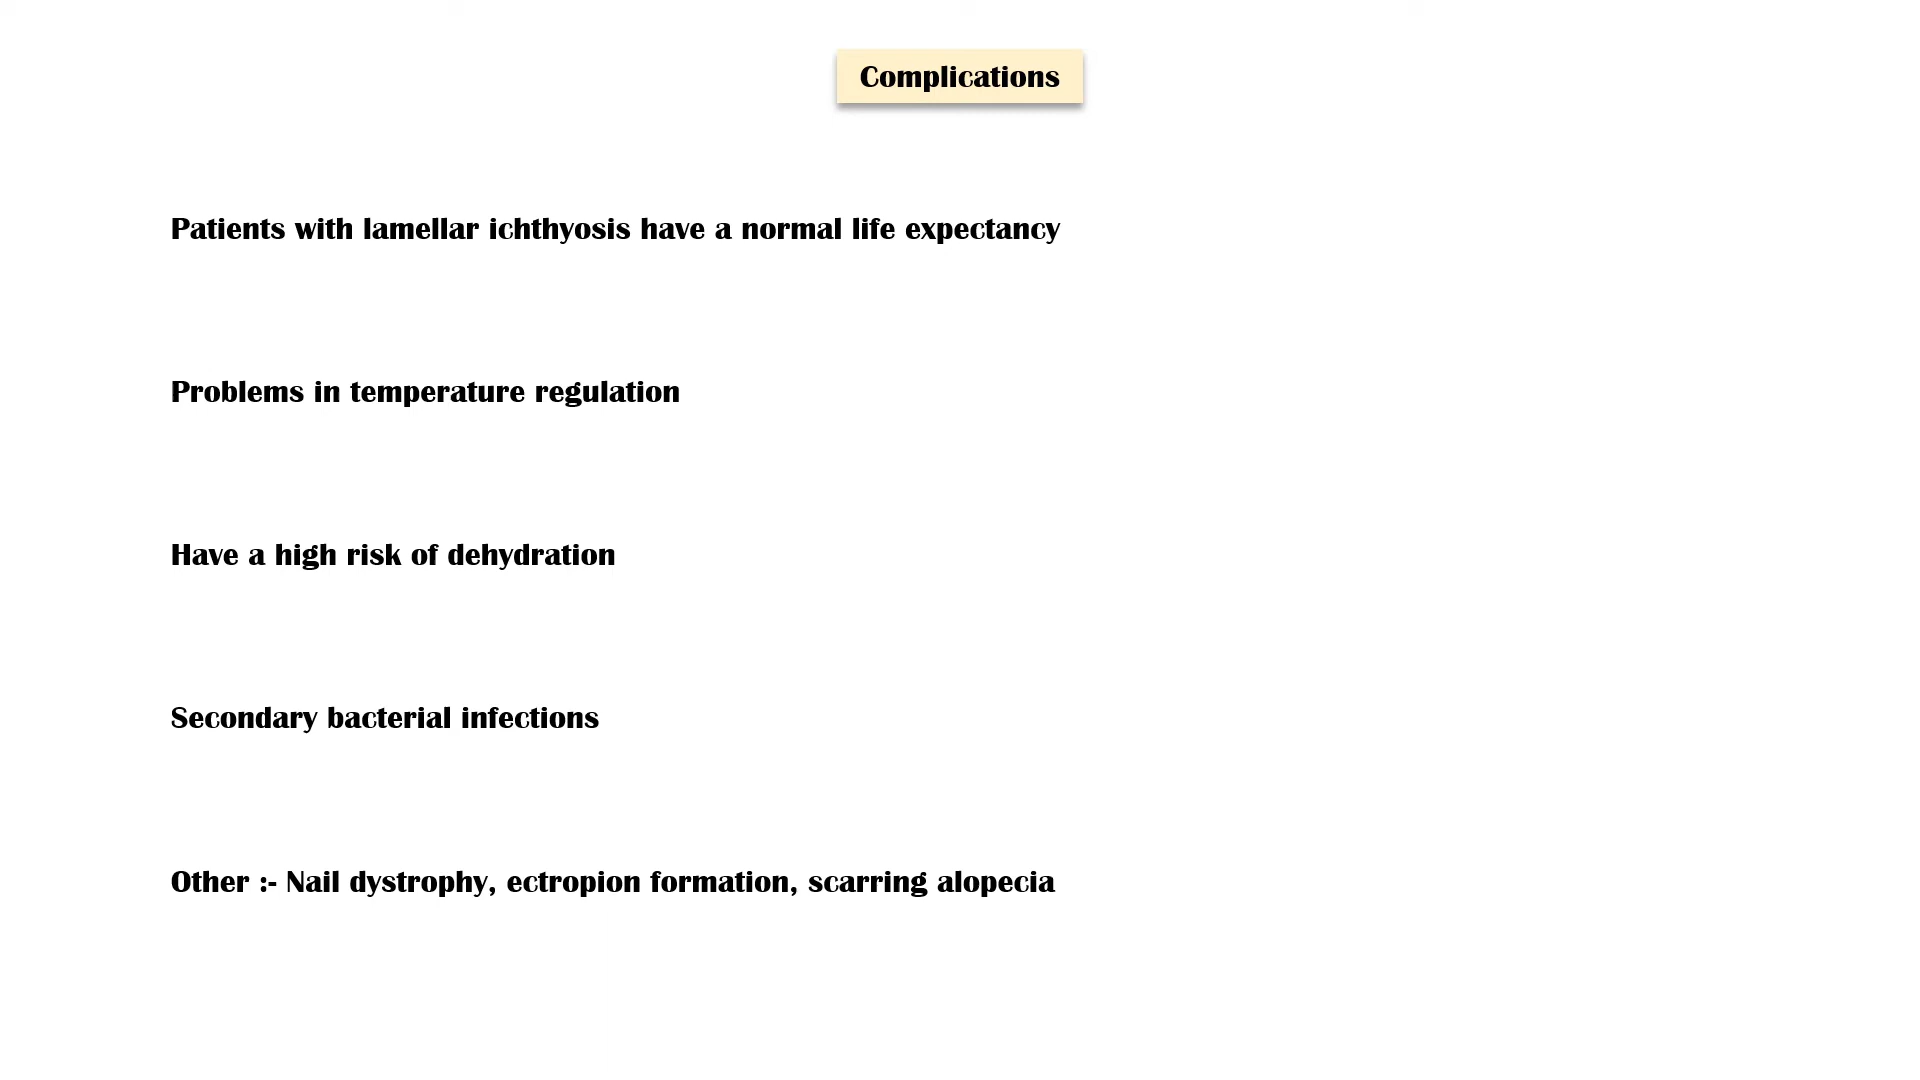 Complications
Patients with lamellar ichthyosis have a normal life expectancy
Problems in temperature regulation
Have a high risk of dehydration
Secondary bacterial infections
Other :- Nail dystrophy, ectropion formation, scarring alopecia